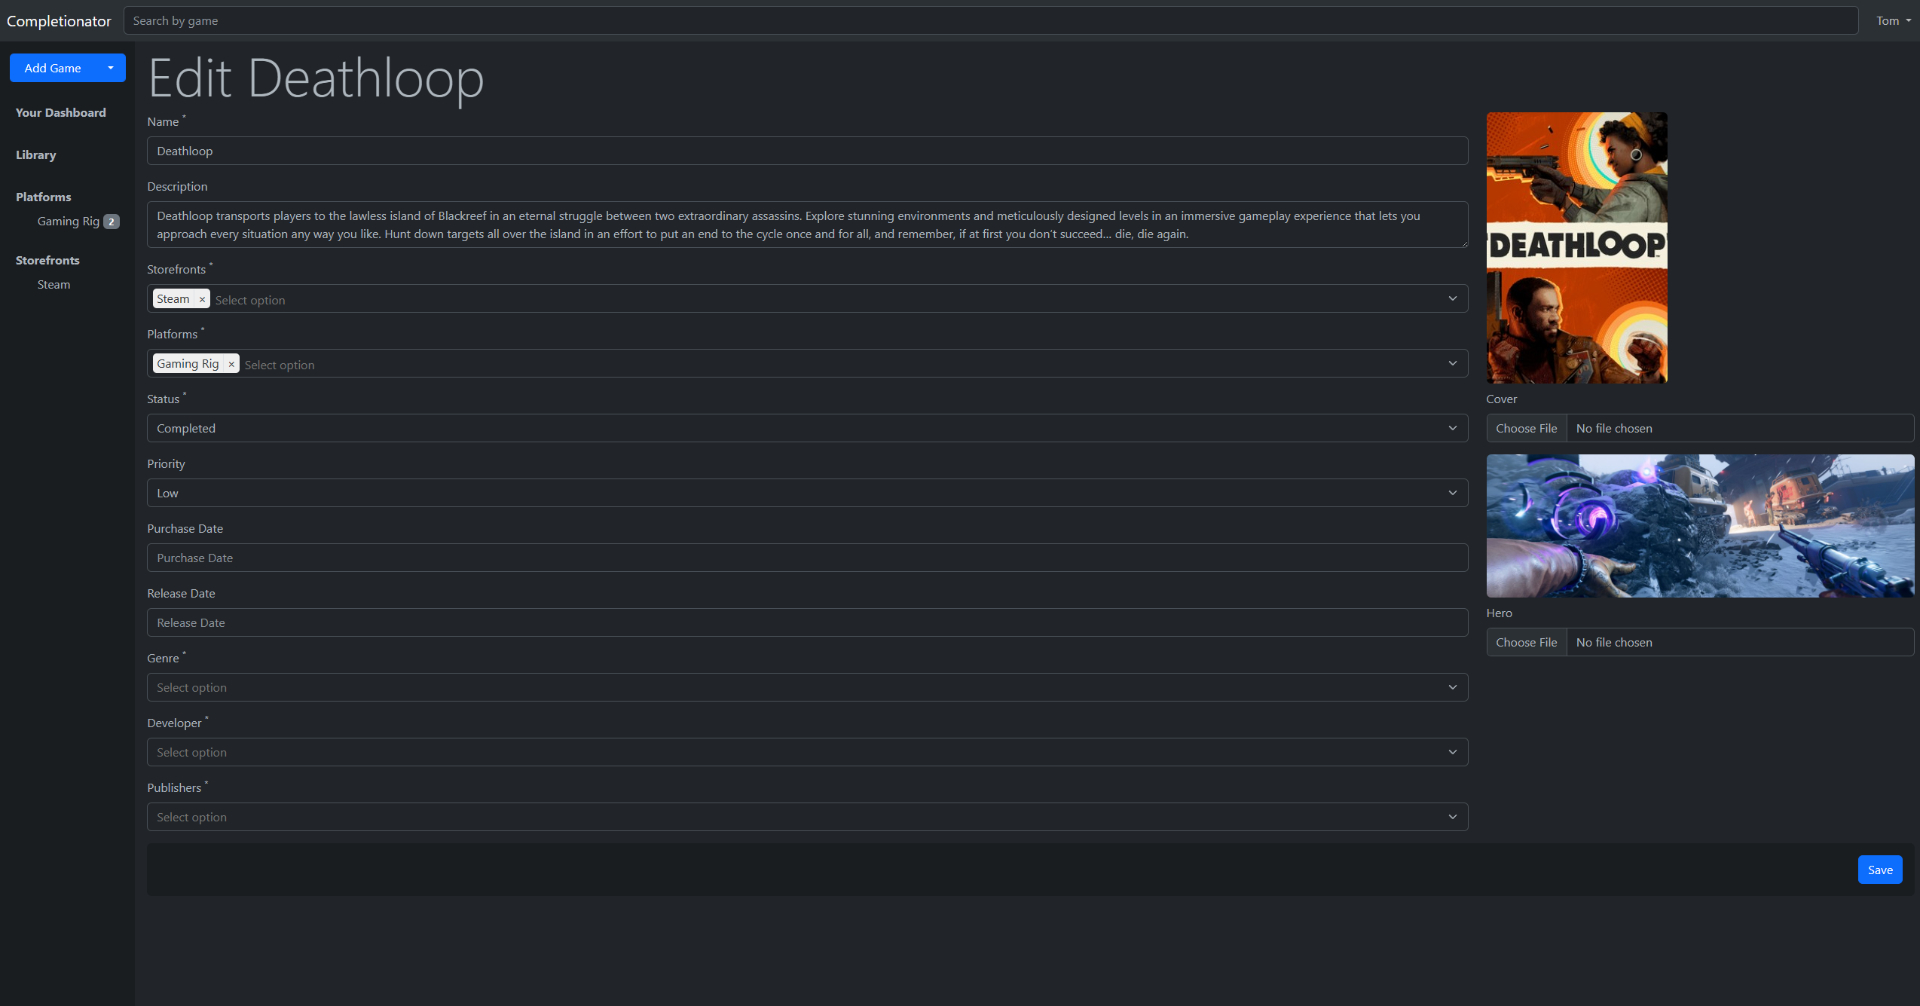 Completionator
Search by game
Tom
Add Game
Your Dashboard
Library
Platforms
Gaming Rig 2
Storefronts
Steam
Edit Deathloop
Name *
Deathloop
Description
Deathloop transports players to the lawless island of Blackreef in an eternal struggle between two extraordinary assassins. Explore stunning environments and meticulously designed levels in an immersive gameplay experience that lets you
approach every situation any way you like. Hunt down targets all over the island in an effort to put an end to the cycle once and for all, and remember, if at first you don't succeed... die, die again.
Storefronts *
Steam × Select option
Platforms *
Gaming Rig × Select option
Status *
Completed
Priority
Low
Purchase Date
Purchase Date
Release Date
Release Date
Genre *
Select option
Developer *
Select option
Publishers *
Select option
DEATHLOOP
Cover
Choose File No file chosen
Hero
Choose File No file chosen
Save